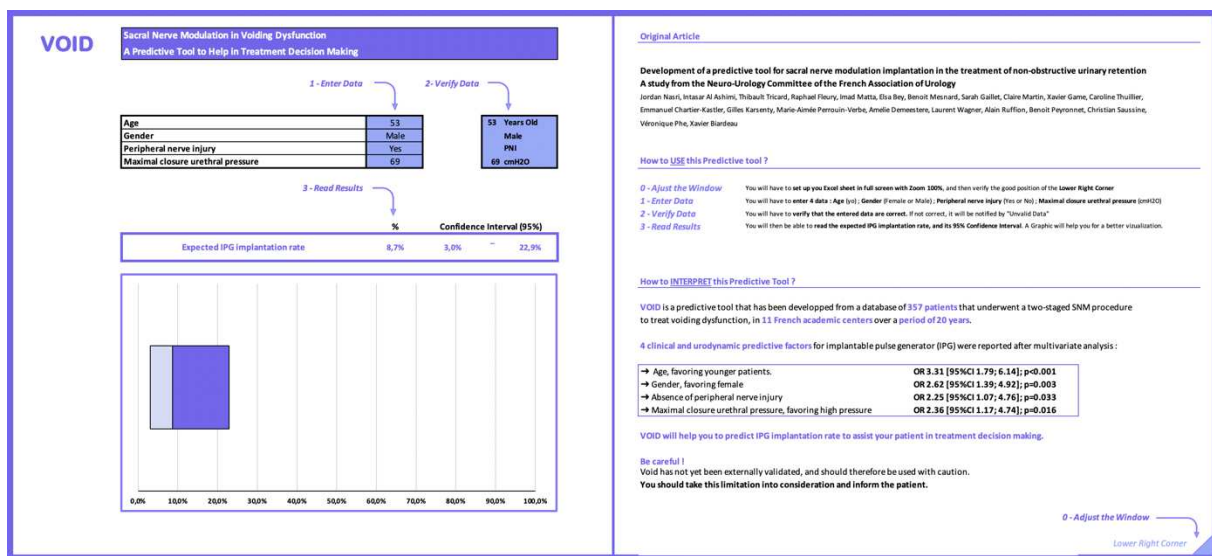 VOID
Sacral Nerve Modulation in Voiding Dysfunction
A Predictive Tool to Help in Treatment Decision Making
1 - Enter Data
2- Verify Data
Age 53 53 Years Old
Gender Male Male
Peripheral nerve injury Yes PNI
Maximal closure urethral pressure 69 69 cmH2O
3 - Read Results
% Confidence Interval (95%)
Expected IPG implantation rate 8,7% 3,0% – 22,9%
0,0% 10,0% 20,0% 30,0% 40,0% 50,0% 60,0% 70,0% 80,0% 90,0% 100,0%
Original Article
Development of a predictive tool for sacral nerve modulation implantation in the treatment of non-obstructive urinary retention
A study from the Neuro-Urology Committee of the French Association of Urology
Jordan Nasri, Intasar Al Ashimi, Thibault Tricard, Raphael Fleury, Imad Matta, Elsa Bey, Benoit Mesnard, Sarah Gaillet, Claire Martin, Xavier Game, Caroline Thuillier,
Emmanuel Chartier-Kastler, Gilles Karsenty, Marie-Aimée Perrouin-Verbe, Amelie Demeestere, Laurent Wagner, Alain Ruffion, Benoit Peyronnet, Christian Saussine,
Véronique Phe, Xavier Biardeau
How to USE this Predictive tool ?
0 - Ajust the Window You will have to set up you Excel sheet in full screen with Zoom 100%, and then verify the good position of the Lower Right Corner
1 - Enter Data You will have to enter 4 data : Age (yo) ; Gender (Female or Male) ; Peripheral nerve injury (Yes or No) ; Maximal closure urethral pressure (cmH2O)
2 - Verify Data You will have to verify that the entered data are correct. If not correct, it will be notified by "Unvalid Data"
3 - Read Results You will then be able to read the expected IPG implantation rate, and its 95% Confidence Interval. A Graphic will help you for a better vizualization.
How to INTERPRET this Predictive Tool ?
VOID is a predictive tool that has been developped from a database of 357 patients that underwent a two-staged SNM procedure
to treat voiding dysfunction, in 11 French academic centers over a period of 20 years.
4 clinical and urodynamic predictive factors for implantable pulse generator (IPG) were reported after multivariate analysis :
→ Age, favoring younger patients. OR 3.31 [95%CI 1.79; 6.14]; p<0.001
→ Gender, favoring female OR 2.62 [95%CI 1.39; 4.92]; p=0.003
→ Absence of peripheral nerve injury OR 2.25 [95%CI 1.07; 4.76]; p=0.033
→ Maximal closure urethral pressure, favoring high pressure OR 2.36 [95%CI 1.17; 4.74]; p=0.016
VOID will help you to predict IPG implantation rate to assist your patient in treatment decision making.
Be careful !
Void has not yet been externally validated, and should therefore be used with caution.
You should take this limitation into consideration and inform the patient.
0 - Adjust the Window
Lower Right Corner